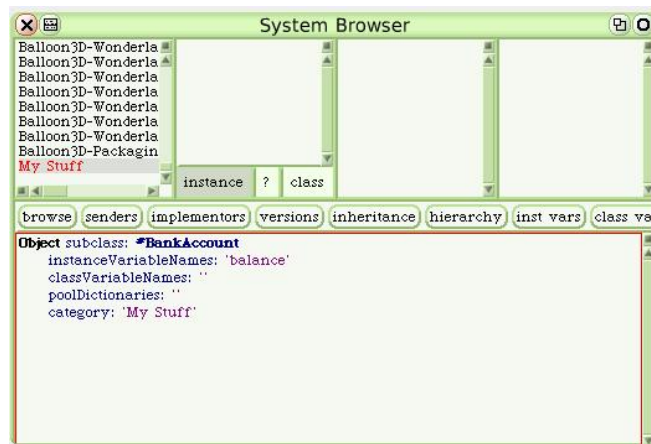 System Browser
Balloon3D-Wonderla
Balloon3D-Wonderla
Balloon3D-Wonderla
Balloon3D-Wonderla
Balloon3D-Wonderla
Balloon3D-Wonderla
Balloon3D-Wonderla
Balloon3D-Packagin
My Stuff
instance ? class
browse senders implementors versions inheritance hierarchy inst vars class va
Object subclass: #BankAccount
instanceVariableNames: 'balance'
classVariableNames: ''
poolDictionaries: ''
category: 'My Stuff'